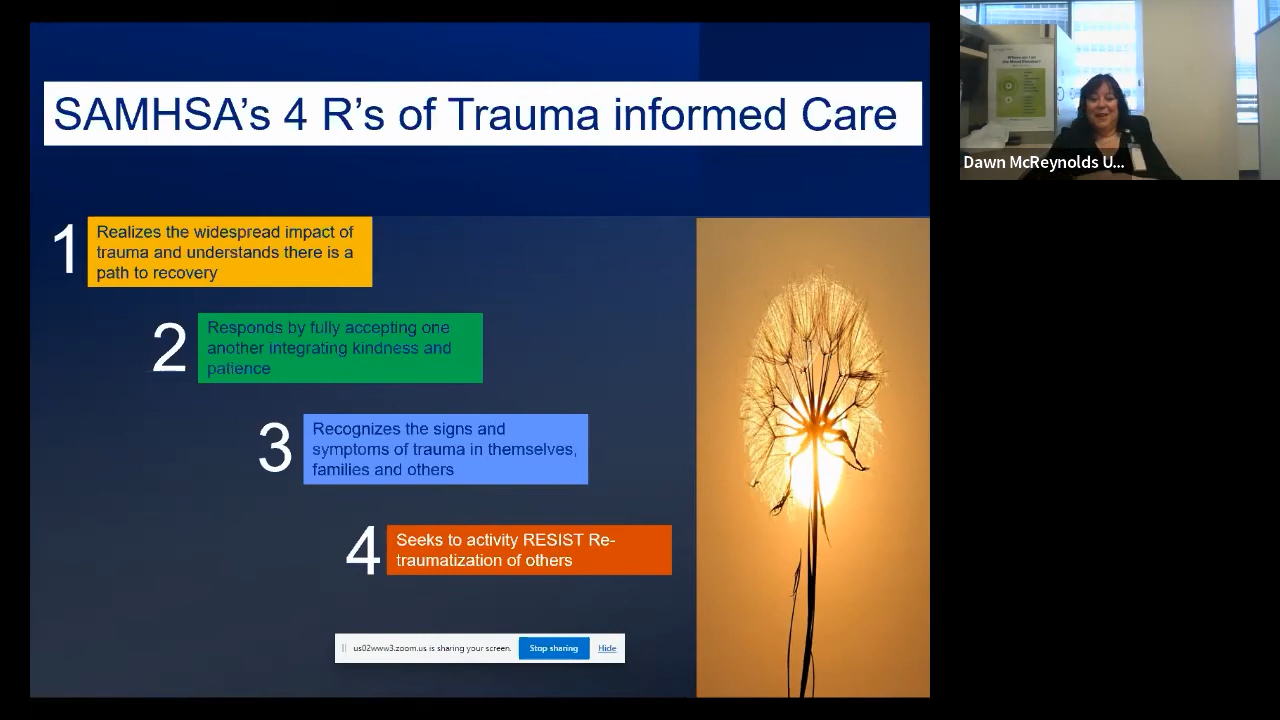 SAMHSA's 4 R's of Trauma informed Care
1
Realizes the widespread impact of
trauma and understands there is a
path to recovery
2
Responds by fully accepting one
another integrating kindness and
patience
3
Recognizes the signs and
symptoms of trauma in themselves,
families and others
4
Seeks to activity RESIST Re-
traumatization of others
us02www3.zoom.us is sharing your screen.
Stop sharing
Hide
Dawn McReynolds U...